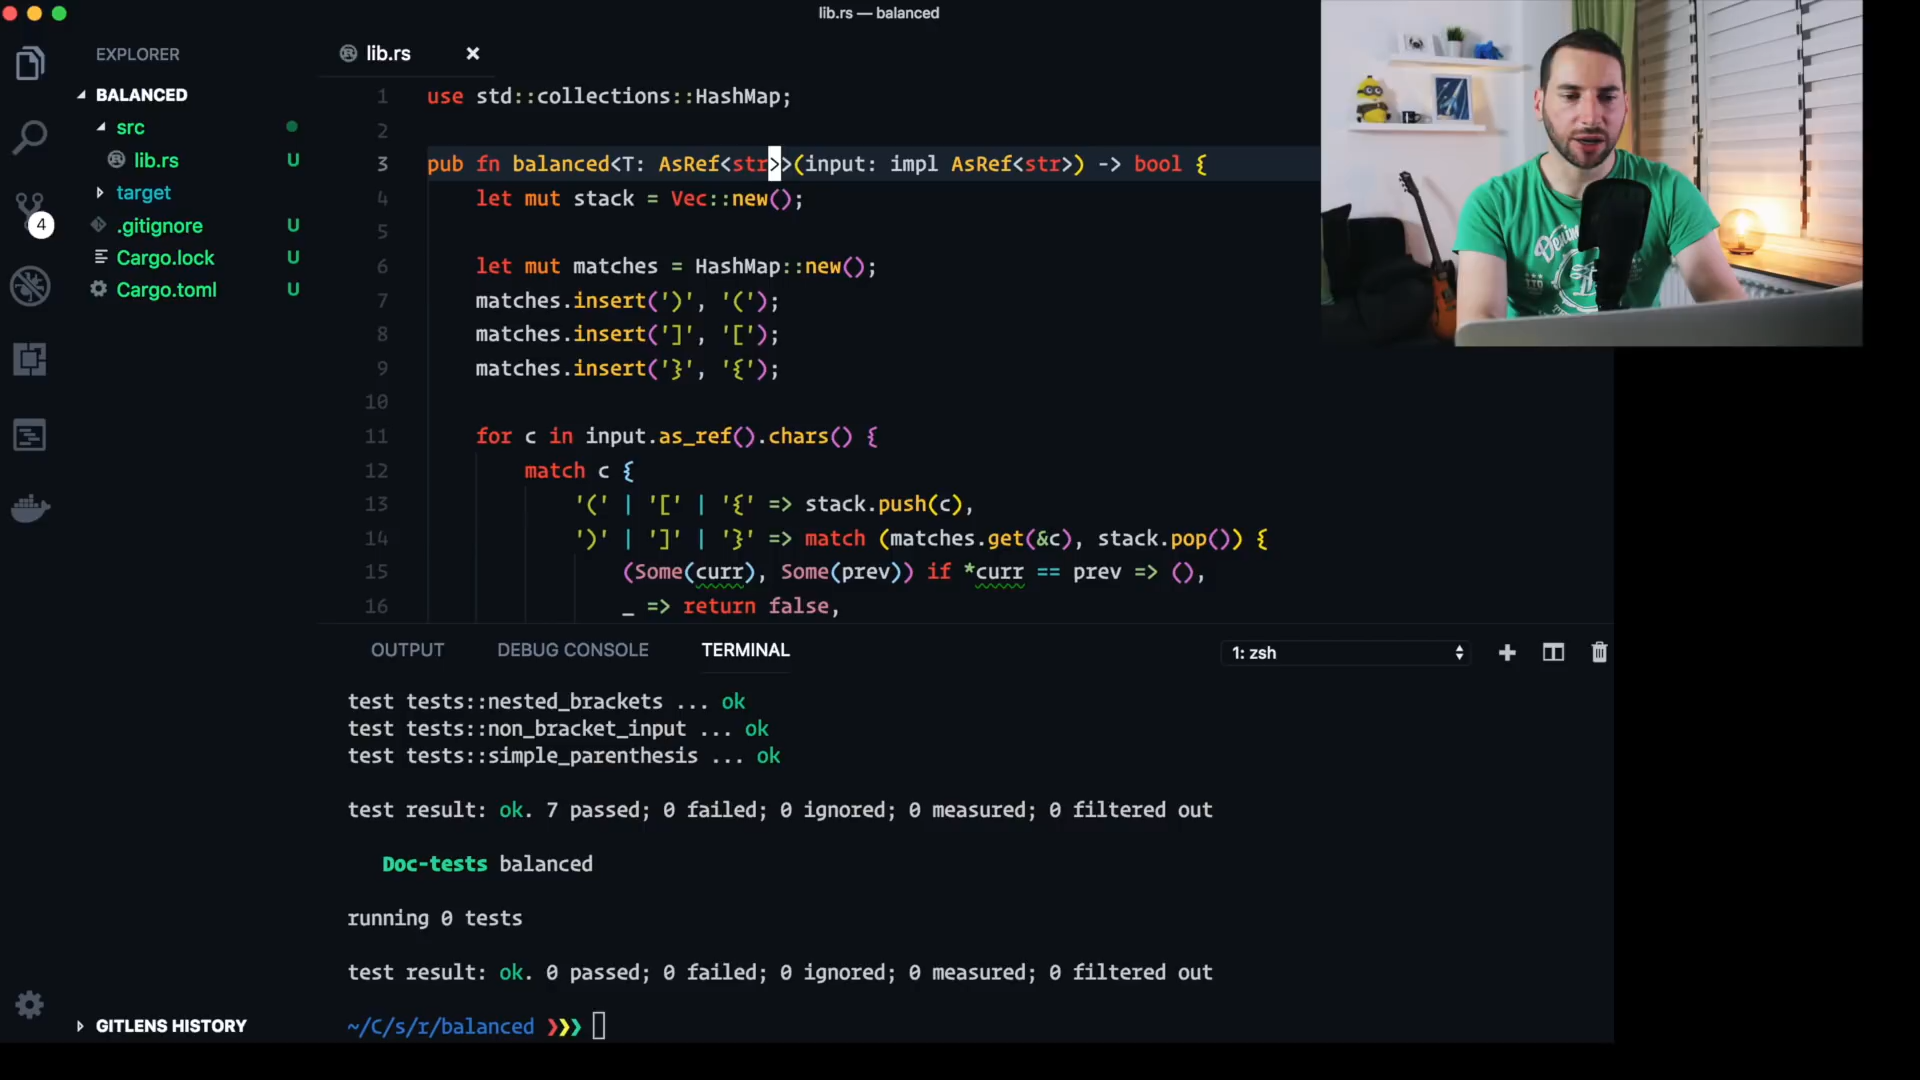 lib.rs — balanced
EXPLORER
BALANCED
src
lib.rs U
target
.gitignore U
Cargo.lock U
Cargo.toml U
4
GITLENS HISTORY
lib.rs
1 use std::collections::HashMap;
2
3 pub fn balanced<T: AsRef<str>>(input: impl AsRef<str>) -> bool {
4 let mut stack = Vec::new();
5
6 let mut matches = HashMap::new();
7 matches.insert(')', '(');
8 matches.insert(']', '[');
9 matches.insert('}', '{');
10
11 for c in input.as_ref().chars() {
12 match c {
13 '(' | '[' | '{' => stack.push(c),
14 ')' | ']' | '}' => match (matches.get(&c), stack.pop()) {
15 (Some(curr), Some(prev)) if *curr == prev => (),
16 _ => return false,
OUTPUT DEBUG CONSOLE TERMINAL 1: zsh
test tests::nested_brackets ... ok
test tests::non_bracket_input ... ok
test tests::simple_parenthesis ... ok
test result: ok. 7 passed; 0 failed; 0 ignored; 0 measured; 0 filtered out
Doc-tests balanced
running 0 tests
test result: ok. 0 passed; 0 failed; 0 ignored; 0 measured; 0 filtered out
~/C/s/r/balanced ❯❯❯